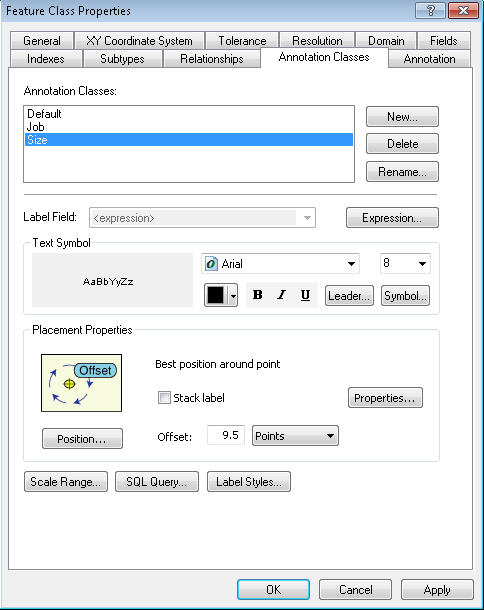 Feature Class Properties
General XY Coordinate System Tolerance Resolution Domain Fields
Indexes Subtypes Relationships Annotation Classes Annotation
Annotation Classes:
Default
Job
Size
New...
Delete
Rename...
Label Field: <expression> Expression...
Text Symbol
AaBbYyZz
Arial 8
B I U Leader... Symbol...
Placement Properties
Offset
Best position around point
Stack label
Properties...
Position...
Offset: 9.5 Points
Scale Range... SQL Query... Label Styles...
OK Cancel Apply